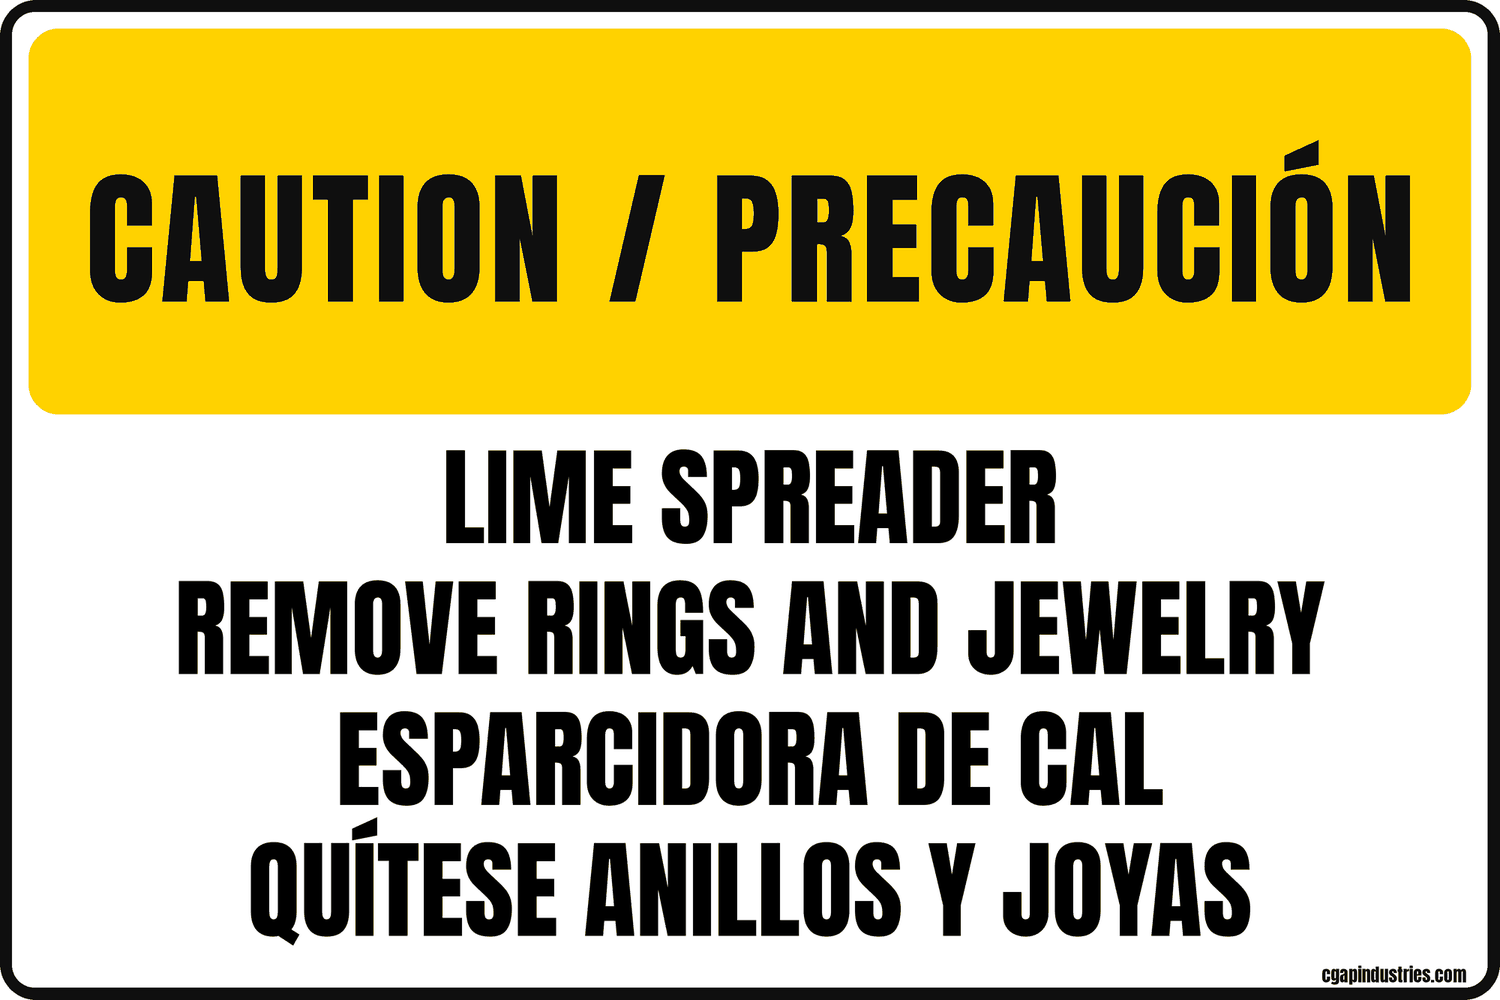 CAUTION / PRECAUCIÓN
LIME SPREADER
REMOVE RINGS AND JEWELRY
ESPARCIDORA DE CAL
QUÍTESE ANILLOS Y JOYAS
cgapindustries.com